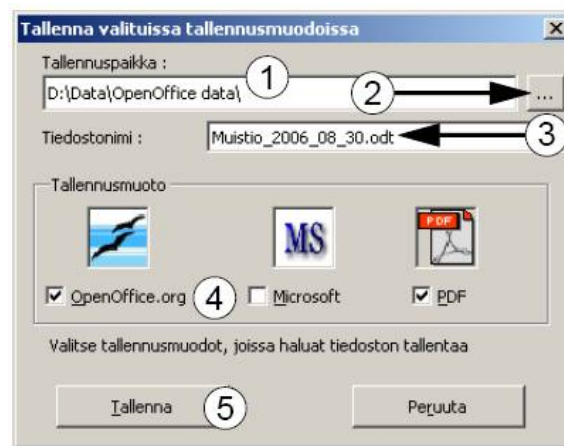 Tallenna valituissa tallennusmuodoissa
Tallennuspaikka :
1
D:\Data\OpenOffice data\
2
...
Tiedostonimi :
Muistio_2006_08_30.odt
3
Tallennusmuoto
MS
PDF
OpenOffice.org
4
Microsoft
PDF
Valitse tallennusmuodot, joissa haluat tiedoston tallentaa
Tallenna
5
Peruuta